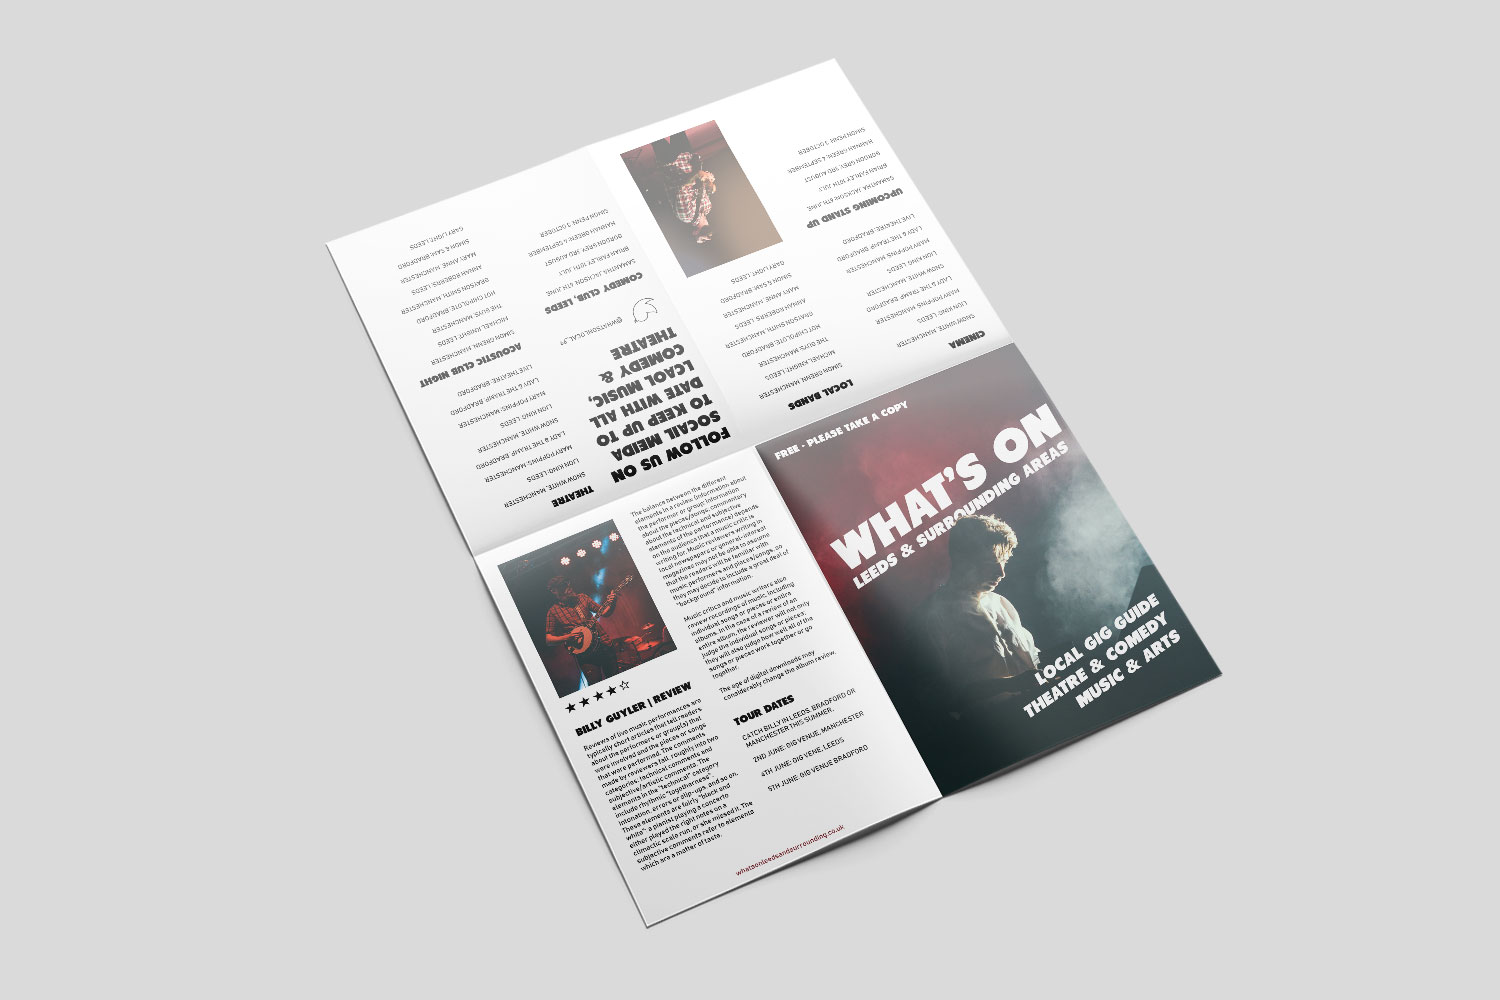 FREE - PLEASE TAKE A COPY
WHAT'S ON
LEEDS & SURROUNDING AREAS
LOCAL GIG GUIDE
THEATRE & COMEDY
MUSIC & ARTS
BILLY GUYLER | REVIEW
Reviews of live music performances are
typically short articles that tell readers
about the performers or group(s) that
were involved and the pieces or songs
that were performed. The comments
made by reviewers fall, roughly into two
categories: technical comments and
subjective/artistic comments. The
elements in the "technical" category
include rhythmic "togetherness",
intonation, errors or slip-ups, and so on.
These elements are fairly "black and
white"; a pianist playing a concerto
either played the right notes on a
climactic scale run, or she missed it. The
subjective comments refer to elements
which are a matter of taste.
The balance between the different
elements in a review (information about
the performer or group; information
about the pieces/songs; commentary
about the technical and subjective
elements of the performance) depends
on the audience that a music critic is
writing for. Music reviewers writing in
local newspapers or general-interest
magazines may not be able to assume
that the readers will be familiar with
music performers and pieces/songs, so
they may decide to include a great deal of
"background" information.
Music critics and music writers also
review recordings of music, including
individual songs or pieces or entire
albums. In the case of a review of an
entire album, the reviewer will not only
judge the individual songs or pieces;
they will also judge how well all of the
songs or pieces work together or go
together.
The age of digital downloads may
considerably change the album review.
TOUR DATES
CATCH BILLY IN LEEDS, BRADFORD OR
MANCHESTER THIS SUMMER.
2ND JUNE: GIG VENUE, MANCHESTER
4TH JUNE: GIG VENE, LEEDS
5TH JUNE: GIG VENUE BRADFORD
whatsonleedsandsurrounding.co.uk
CINEMA
SNOW WHITE: MANCHESTER
LION KING: LEEDS
MARY POPPINS: MANCHESTER
LADY & THE TRAMP: BRADFORD
SNOW WHITE: MANCHESTER
LION KING: LEEDS
MARY POPPINS: MANCHESTER
LADY & THE TRAMP: BRADFORD
LIVE THEATRE: BRADFORD
UPCOMING STAND UP
SAMANTHA JACKSON: 6TH JUNE
BRIAN FARLEY: 10TH JULY
GORDON GREY: 3RD AUGUST
HANNAH GREEN: 4 SEPTEMBER
SIMON PENN: 3 OCTOBER
LOCAL BANDS
SIMON GRENN: MANCHESTER
MICHAEL KNIGHT: LEEDS
THE GUYS: MANCHESTER
HOT CHIPOLOTE: BRADFORD
GRAYSON SMITH: MANCHESTER
ANNAH ROBERS: LEEDS
MARY ANNE: MANCHESTER
SIMON & SAM: BRADFORD
GARY LIGHT: LEEDS
FOLLOW US ON
SOCAIL MEIDA
TO KEEP UP TO
DATE WITH ALL
LCAOL MUSIC,
COMEDY &
THEATRE
COMEDY CLUB, LEEDS
SAMANTHA JACKSON: 6TH JUNE
BRIAN FARLEY: 10TH JULY
GORDON GREY: 3RD AUGUST
HANNAH GREEN: 4 SEPTEMBER
SIMON PENN: 3 OCTOBER
THEATRE
SNOW WHITE: MANCHESTER
LION KING: LEEDS
MARY POPPINS: MANCHESTER
LADY & THE TRAMP: BRADFORD
SNOW WHITE: MANCHESTER
LION KING: LEEDS
MARY POPPINS: MANCHESTER
LADY & THE TRAMP: BRADFORD
LIVE THEATRE: BRADFORD
ACOUSTIC CLUB NIGHT
SIMON GRENN: MANCHESTER
MICHAEL KNIGHT: LEEDS
THE GUYS: MANCHESTER
HOT CHIPOLOTE: BRADFORD
GRAYSON SMITH: MANCHESTER
ANNAH ROBERS: LEEDS
MARY ANNE: MANCHESTER
SIMON & SAM: BRADFORD
GARY LIGHT: LEEDS